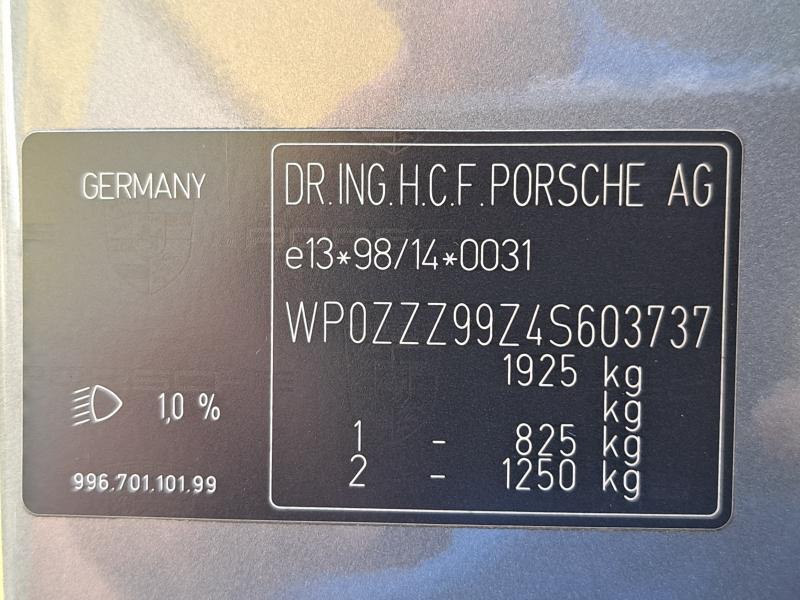 GERMANY
1,0 %
996.701.101.99
DR.ING.H.C.F.PORSCHE AG
e13*98/14*0031
WP0ZZZ99Z4S603737
1925 kg
kg
1 - 825 kg
2 - 1250 kg